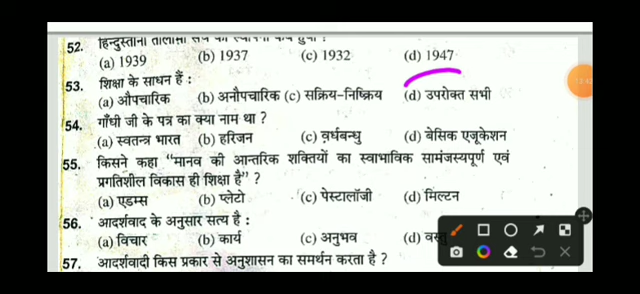 52. हिन्दुस्तानी तालीमी संघ की स्थापना कब हुयी ?
(a) 1939 (b) 1937 (c) 1932 (d) 1947
53. शिक्षा के साधन हैं :
(a) औपचारिक (b) अनौपचारिक (c) सक्रिय-निष्क्रिय (d) उपरोक्त सभी
54. गाँधी जी के पत्र का क्या नाम था ?
(a) स्वतन्त्र भारत (b) हरिजन (c) वर्धबन्धु (d) बेसिक एजूकेशन
55. किसने कहा “मानव की आन्तरिक शक्तियों का स्वाभाविक सामंजस्यपूर्ण एवं
प्रगतिशील विकास ही शिक्षा है” ?
(a) एडम्स (b) प्लेटो (c) पेस्टालॉजी (d) मिल्टन
56. आदर्शवाद के अनुसार सत्य है :
(a) विचार (b) कार्य (c) अनुभव (d)
57. आदर्शवादी किस प्रकार से अनुशासन का समर्थन करता है ?